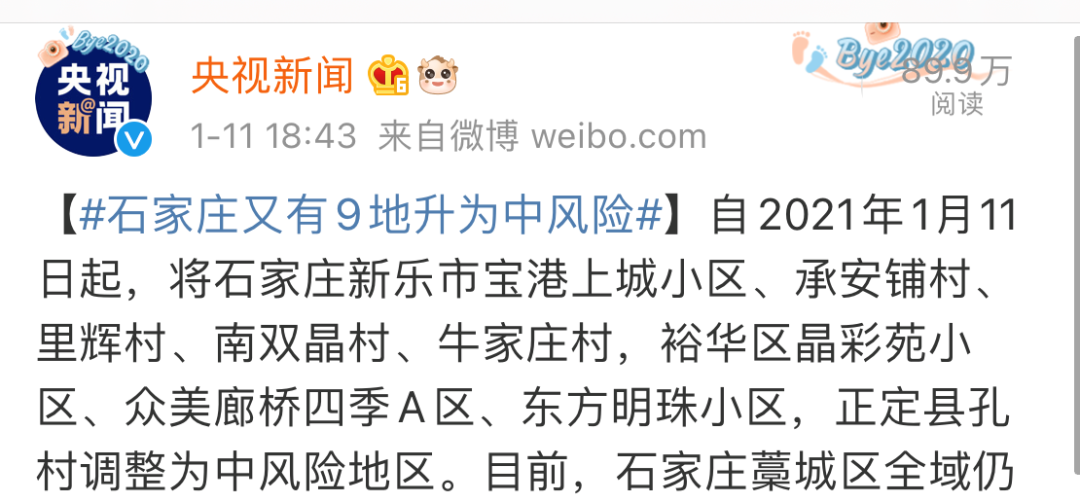 Bye2020
央视
新@闻
央视新闻
6
Bye2020
89.9万
阅读
1-11 18:43 来自微博 weibo.com
【#石家庄又有9地升为中风险#】自2021年1月11
日起，将石家庄新乐市宝港上城小区、承安铺村、
里辉村、南双晶村、牛家庄村，裕华区晶彩苑小
区、众美廊桥四季A区、东方明珠小区，正定县孔
村调整为中风险地区。目前，石家庄藁城区全域仍